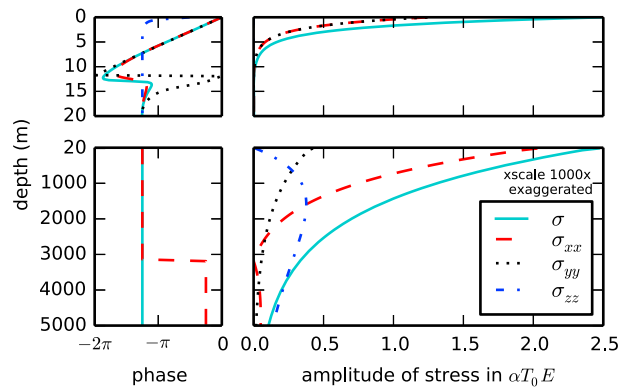 0
5
10
15
20
depth (m)
20
1000
2000
3000
4000
5000
−2π
−π
0
phase
xscale 1000x
exaggerated
σ
σxx
σyy
σzz
0.0
0.5
1.0
1.5
2.0
2.5
amplitude of stress in αT₀E